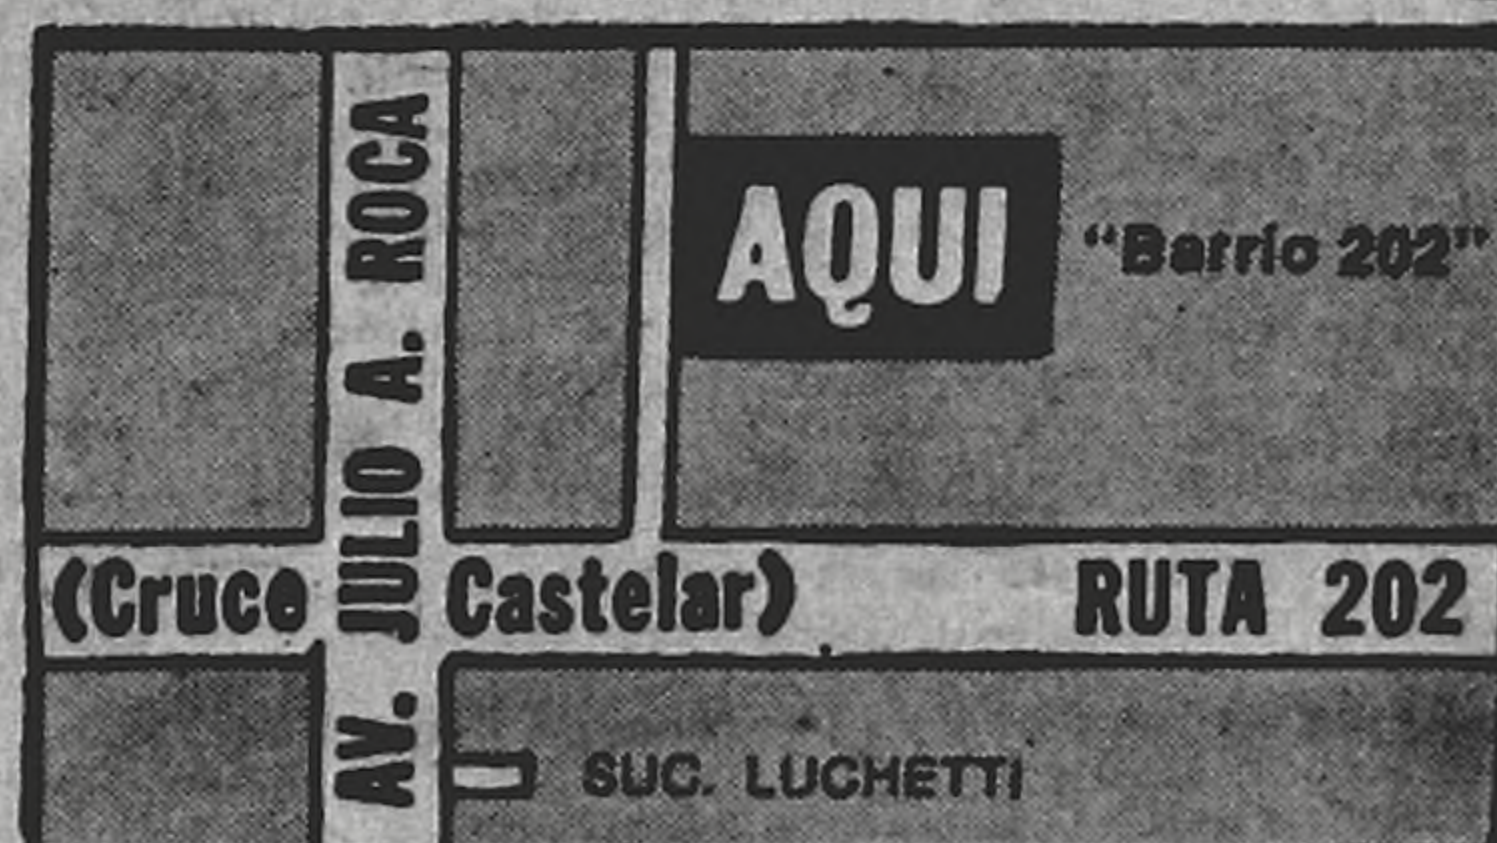 AV. JULIO A. ROCA
AQUI
“Barrio 202”
(Cruce Castelar)
RUTA 202
SUC. LUCHETTI